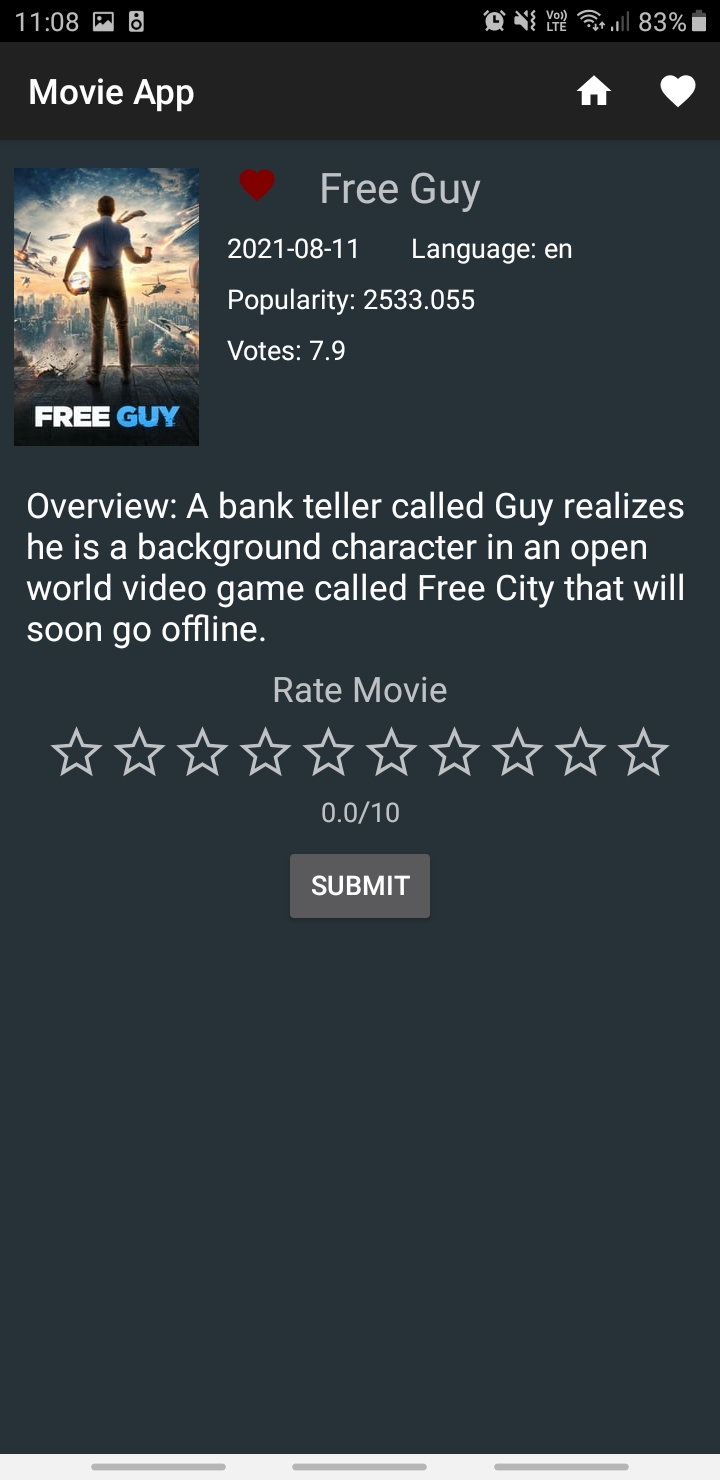 11:08 Vo) LTE 83%
Movie App
Free Guy
2021-08-11 Language: en
Popularity: 2533.055
Votes: 7.9
FREE GUY
Overview: A bank teller called Guy realizes
he is a background character in an open
world video game called Free City that will
soon go offline.
Rate Movie
0.0/10
SUBMIT